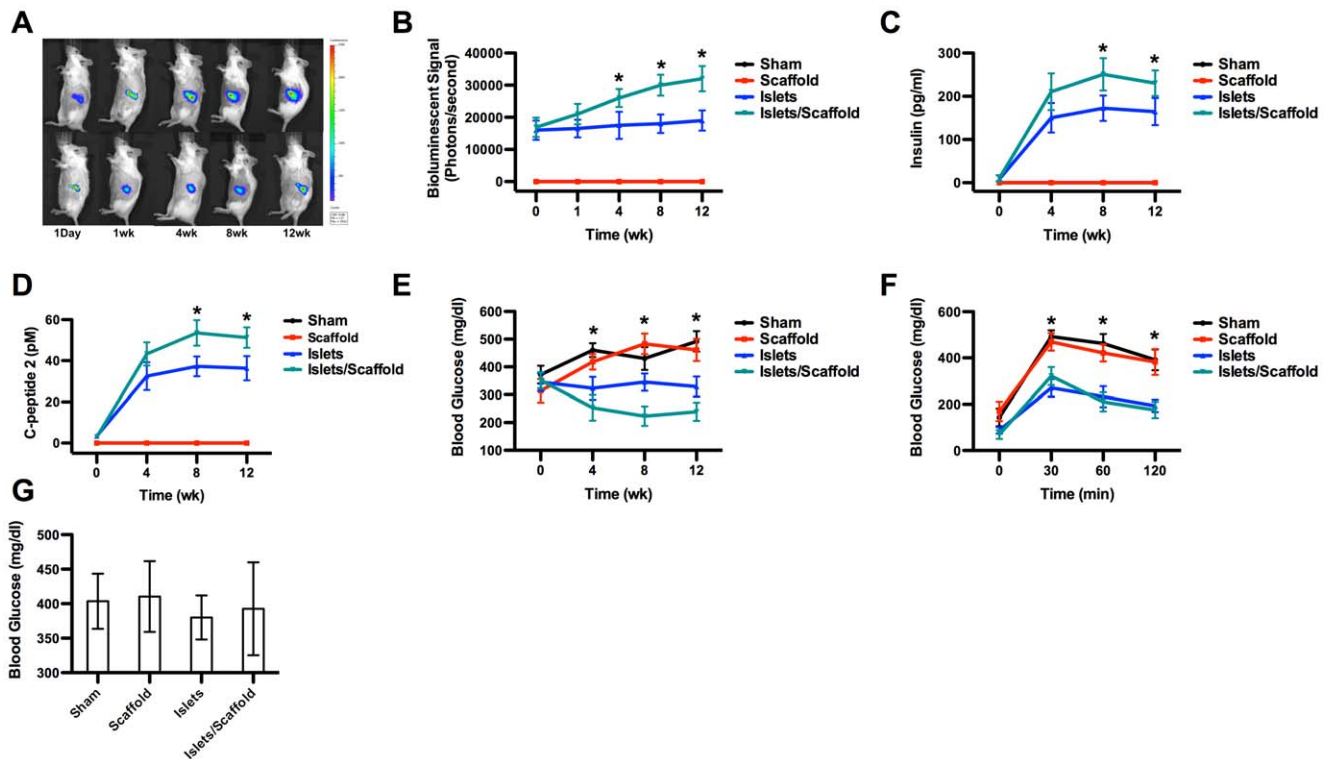 A
1Day 1wk 4wk 8wk 12wk
B
Bioluminescent Signal
(Photons/second)
40000
30000
20000
10000
0
* * *
0 1 4 8 12
Time (wk)
Sham
Scaffold
Islets
Islets/Scaffold
C
Insulin (pg/ml)
300
200
100
0
* *
0 4 8 12
Time (wk)
Sham
Scaffold
Islets
Islets/Scaffold
D
C-peptide 2 (pM)
60
40
20
0
* *
0 4 8 12
Time (wk)
Sham
Scaffold
Islets
Islets/Scaffold
E
Blood Glucose (mg/dl)
600
500
400
300
200
100
* * *
0 4 8 12
Time (wk)
Sham
Scaffold
Islets
Islets/Scaffold
F
Blood Glucose (mg/dl)
600
400
200
0
* * *
0 30 60 120
Time (min)
Sham
Scaffold
Islets
Islets/Scaffold
G
Blood Glucose (mg/dl)
500
450
400
350
300
Sham
Scaffold
Islets
Islets/Scaffold